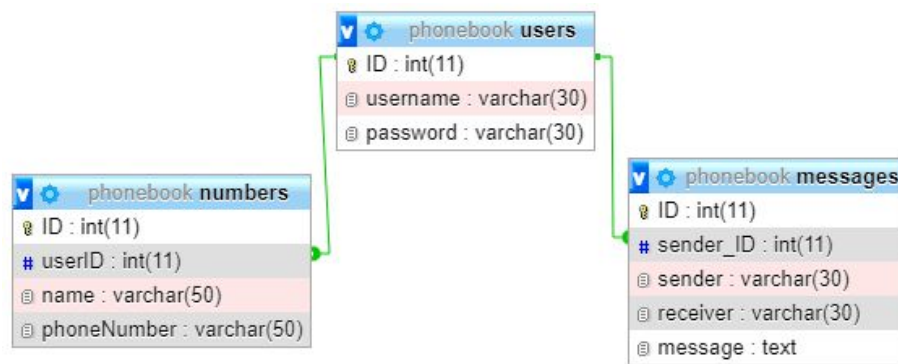 phonebook users
ID : int(11)
username : varchar(30)
password : varchar(30)
phonebook numbers
ID : int(11)
# userID : int(11)
name : varchar(50)
phoneNumber : varchar(50)
phonebook messages
ID : int(11)
# sender_ID : int(11)
sender : varchar(30)
receiver : varchar(30)
message : text